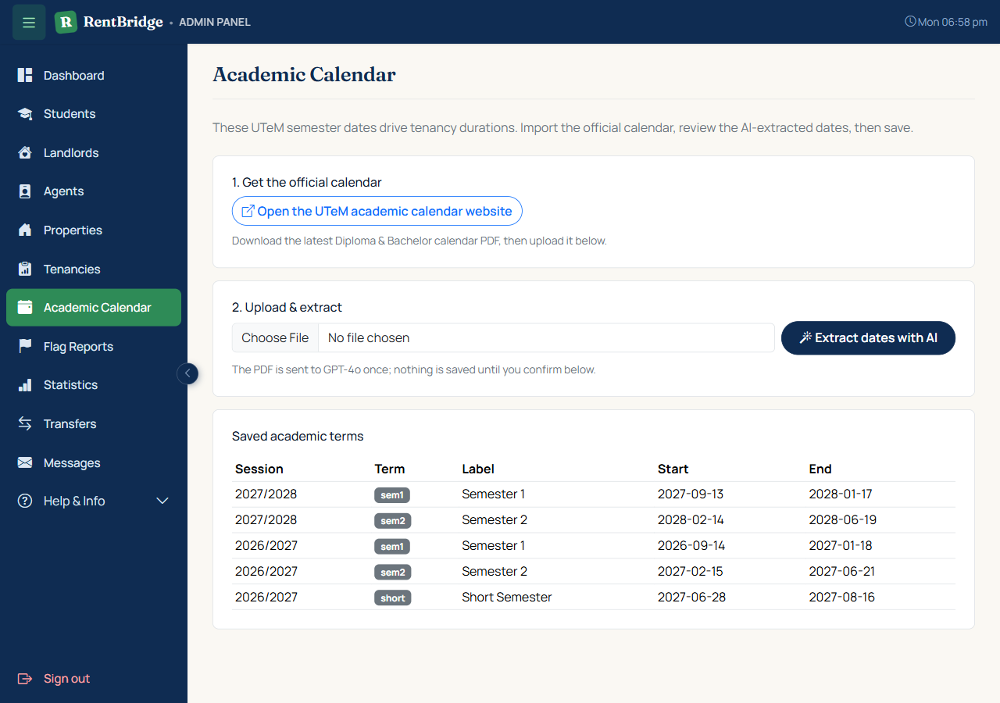 R RentBridge • ADMIN PANEL
Mon 06:58 pm
Dashboard
Students
Landlords
Agents
Properties
Tenancies
Academic Calendar
Flag Reports
Statistics
Transfers
Messages
Help & Info
Sign out
Academic Calendar
These UTeM semester dates drive tenancy durations. Import the official calendar, review the AI-extracted dates, then save.
1. Get the official calendar
Open the UTeM academic calendar website
Download the latest Diploma & Bachelor calendar PDF, then upload it below.
2. Upload & extract
Choose File No file chosen Extract dates with AI
The PDF is sent to GPT-4o once; nothing is saved until you confirm below.
Saved academic terms
Session Term Label Start End
2027/2028 sem1 Semester 1 2027-09-13 2028-01-17
2027/2028 sem2 Semester 2 2028-02-14 2028-06-19
2026/2027 sem1 Semester 1 2026-09-14 2027-01-18
2026/2027 sem2 Semester 2 2027-02-15 2027-06-21
2026/2027 short Short Semester 2027-06-28 2027-08-16